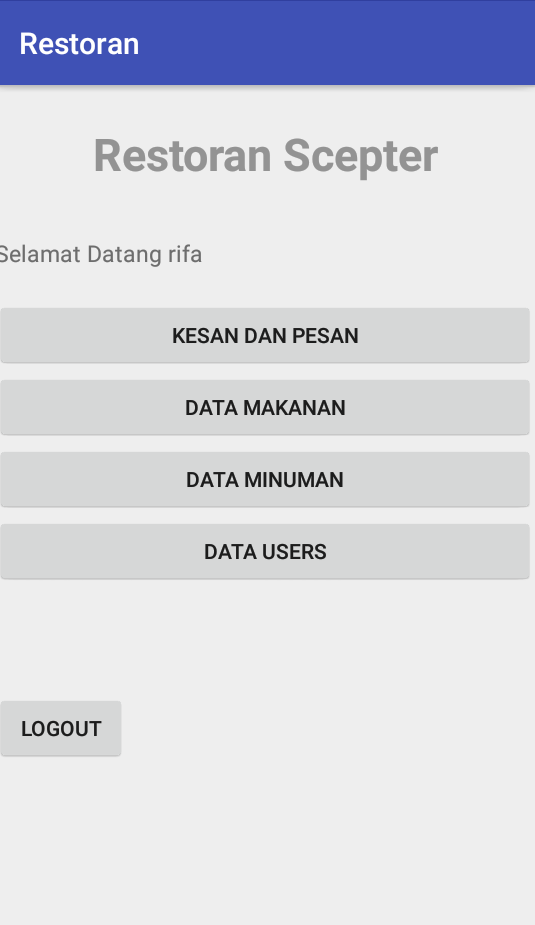 Restoran
Restoran Scepter
Selamat Datang rifa
KESAN DAN PESAN
DATA MAKANAN
DATA MINUMAN
DATA USERS
LOGOUT